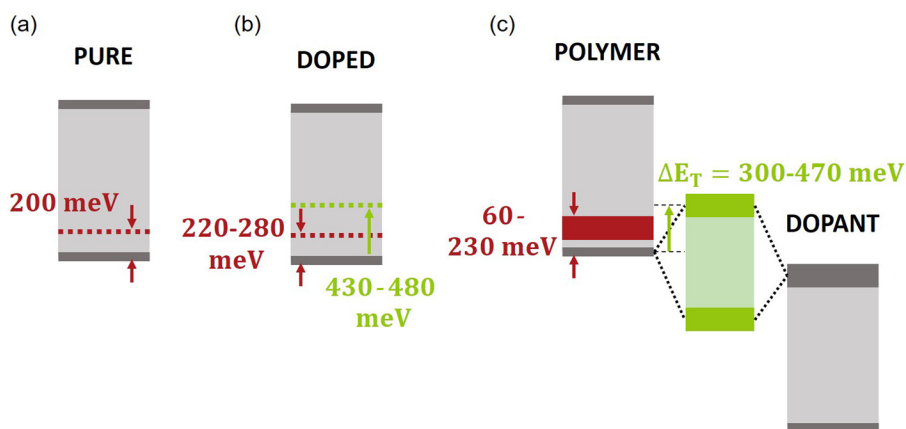 (a)
PURE
200 meV
(b)
DOPED
220-280
meV
430-480
meV
(c)
POLYMER
60-
230 meV
ΔE_T = 300-470 meV
DOPANT